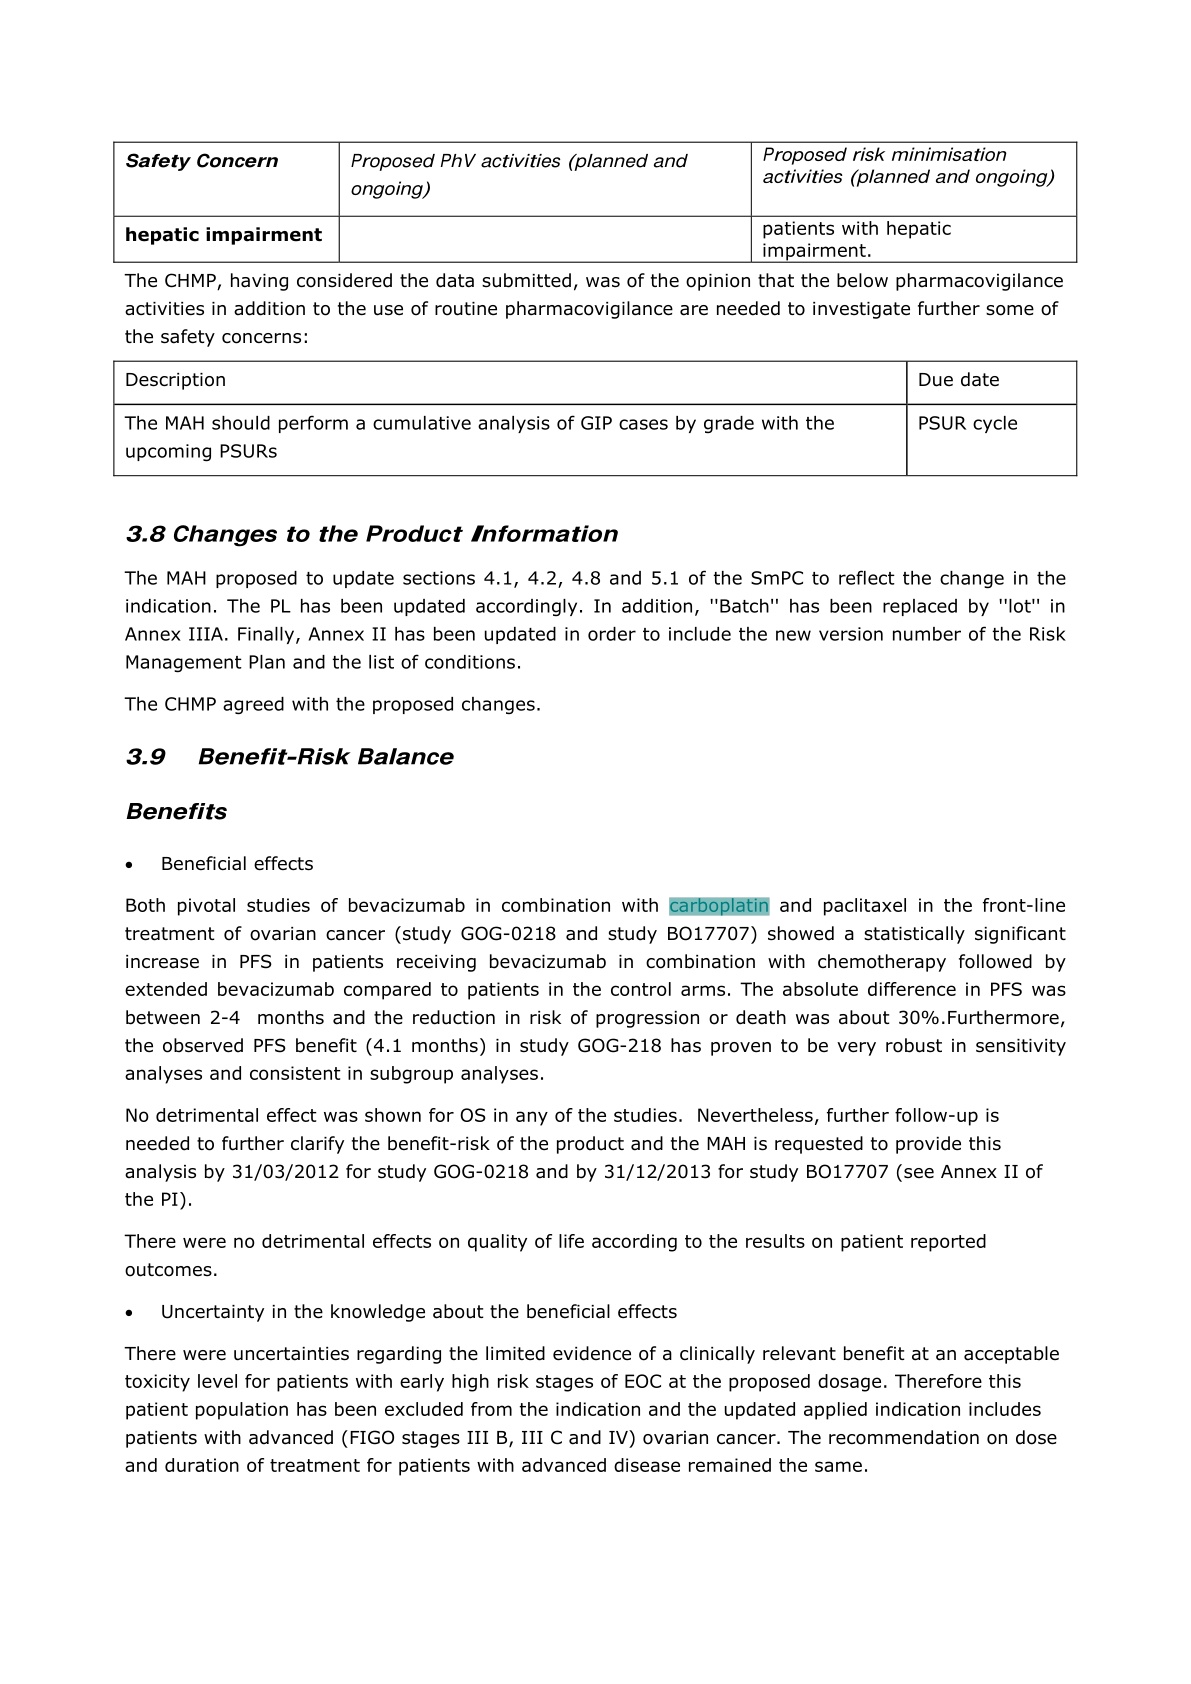 Safety Concern
Proposed PhV activities (planned and
ongoing)
Proposed risk minimisation
activities (planned and ongoing)
hepatic impairment
patients with hepatic
impairment.
The CHMP, having considered the data submitted, was of the opinion that the below pharmacovigilance
activities in addition to the use of routine pharmacovigilance are needed to investigate further some of
the safety concerns:
Description
Due date
The MAH should perform a cumulative analysis of GIP cases by grade with the
upcoming PSURs
PSUR cycle
3.8 Changes to the Product Information
The MAH proposed to update sections 4.1, 4.2, 4.8 and 5.1 of the SmPC to reflect the change in the
indication. The PL has been updated accordingly. In addition, ''Batch'' has been replaced by ''lot'' in
Annex IIIA. Finally, Annex II has been updated in order to include the new version number of the Risk
Management Plan and the list of conditions.
The CHMP agreed with the proposed changes.
3.9 Benefit-Risk Balance
Benefits
• Beneficial effects
Both pivotal studies of bevacizumab in combination with carboplatin and paclitaxel in the front-line
treatment of ovarian cancer (study GOG-0218 and study BO17707) showed a statistically significant
increase in PFS in patients receiving bevacizumab in combination with chemotherapy followed by
extended bevacizumab compared to patients in the control arms. The absolute difference in PFS was
between 2-4  months and the reduction in risk of progression or death was about 30%.Furthermore,
the observed PFS benefit (4.1 months) in study GOG-218 has proven to be very robust in sensitivity
analyses and consistent in subgroup analyses.
No detrimental effect was shown for OS in any of the studies.  Nevertheless, further follow-up is
needed to further clarify the benefit-risk of the product and the MAH is requested to provide this
analysis by 31/03/2012 for study GOG-0218 and by 31/12/2013 for study BO17707 (see Annex II of
the PI).
There were no detrimental effects on quality of life according to the results on patient reported
outcomes.
• Uncertainty in the knowledge about the beneficial effects
There were uncertainties regarding the limited evidence of a clinically relevant benefit at an acceptable
toxicity level for patients with early high risk stages of EOC at the proposed dosage. Therefore this
patient population has been excluded from the indication and the updated applied indication includes
patients with advanced (FIGO stages III B, III C and IV) ovarian cancer. The recommendation on dose
and duration of treatment for patients with advanced disease remained the same.